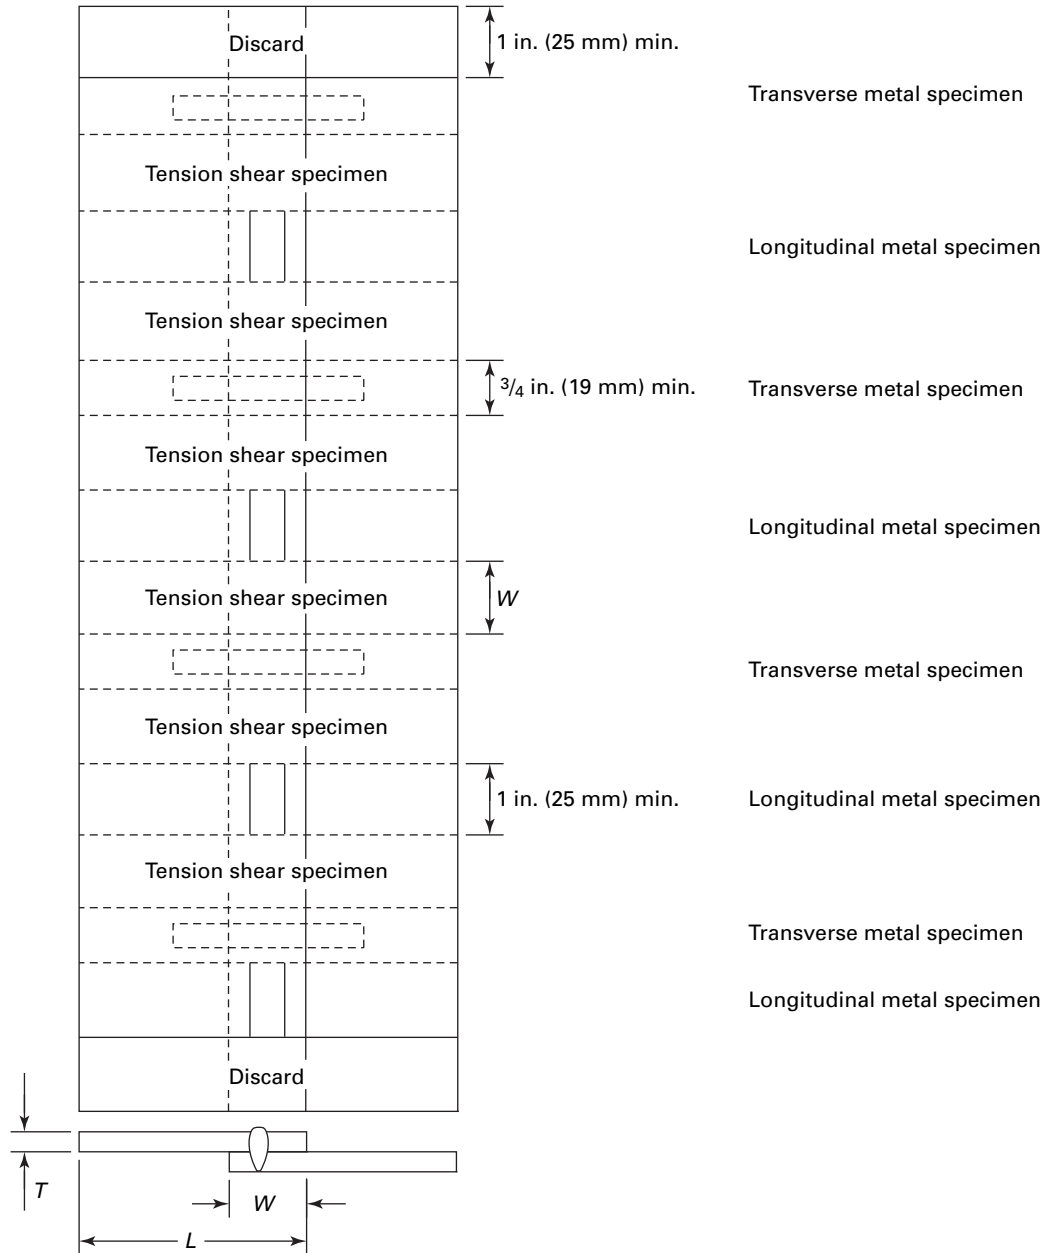 Discard
1 in. (25 mm) min.
Transverse metal specimen
Tension shear specimen
Longitudinal metal specimen
Tension shear specimen
3/4 in. (19 mm) min.
Transverse metal specimen
Tension shear specimen
Longitudinal metal specimen
Tension shear specimen
W
Transverse metal specimen
Tension shear specimen
1 in. (25 mm) min.
Longitudinal metal specimen
Tension shear specimen
Transverse metal specimen
Longitudinal metal specimen
Discard
T
W
L